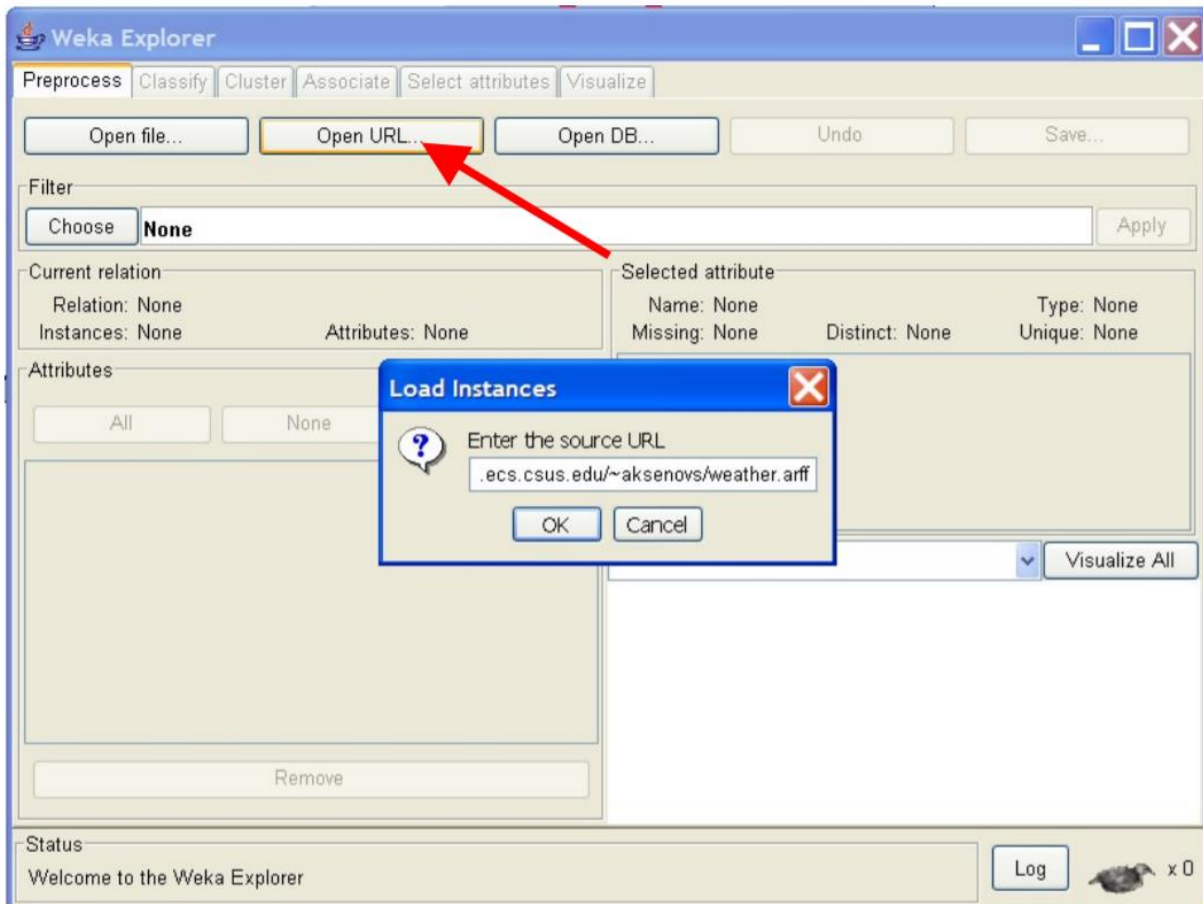 Weka Explorer
Preprocess Classify Cluster Associate Select attributes Visualize
Open file... Open URL... Open DB... Undo Save...
Filter
Choose None Apply
Current relation
Relation: None
Instances: None Attributes: None
Selected attribute
Name: None Type: None
Missing: None Distinct: None Unique: None
Attributes
All None
Load Instances
?
Enter the source URL
.ecs.csus.edu/~aksenovs/weather.arff
OK Cancel
Visualize All
Remove
Status
Welcome to the Weka Explorer
Log x 0